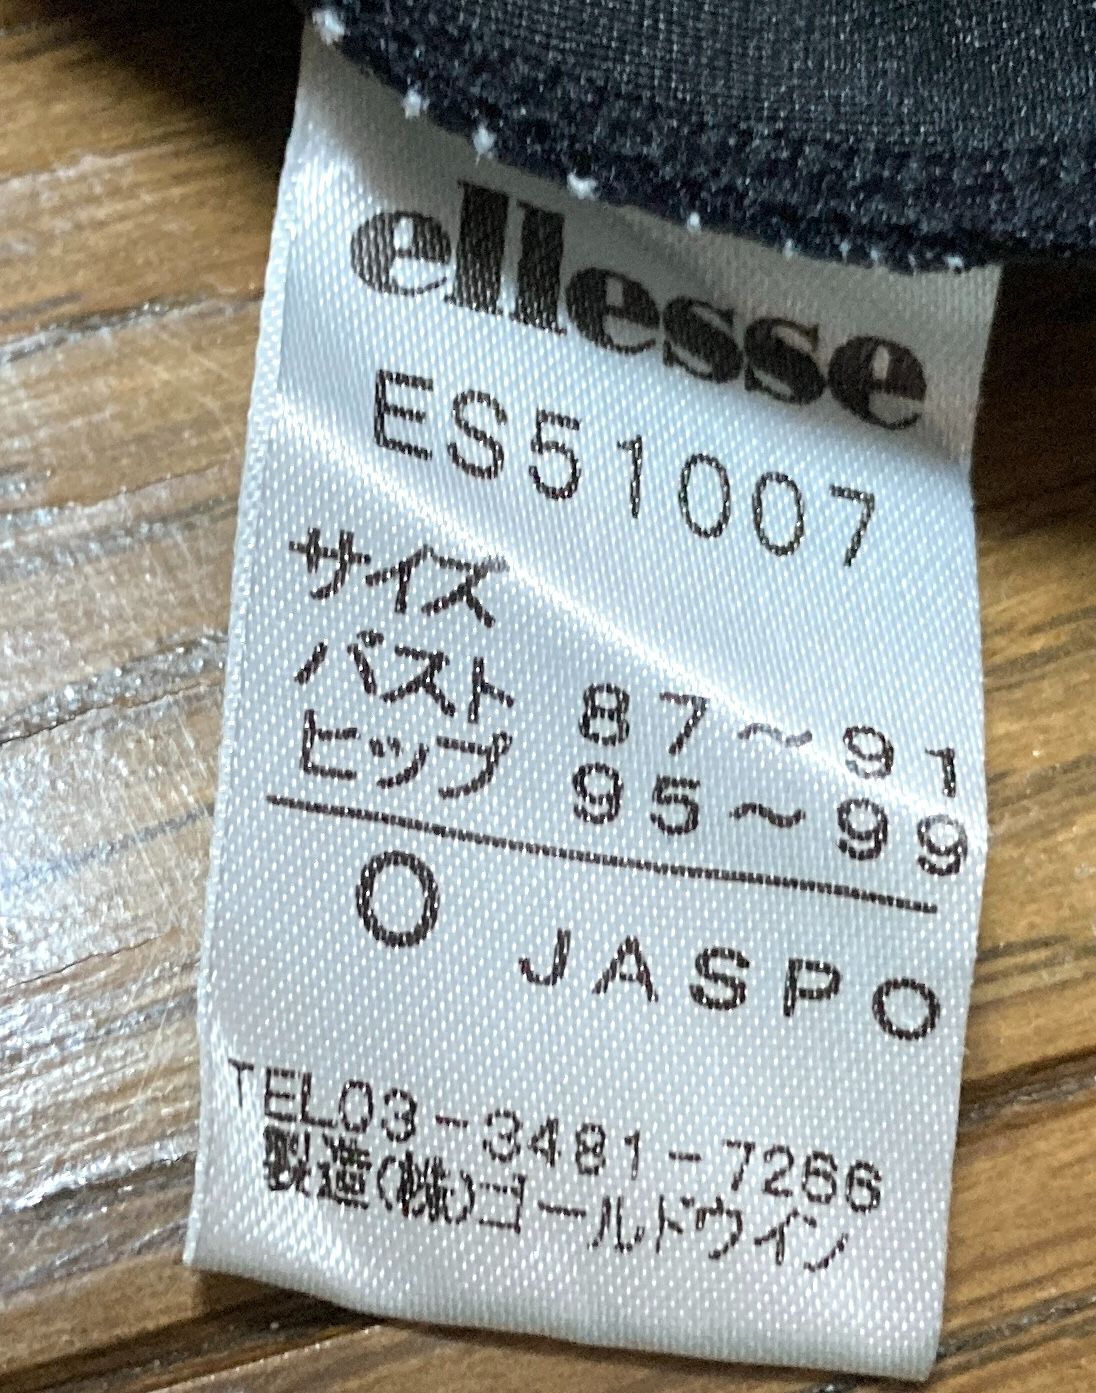 ellesse
ES51007
サイズ
バスト 87～91
ヒップ 95～99
O JASPO
TEL03-3481-7266
製造(株)ゴールドウイン